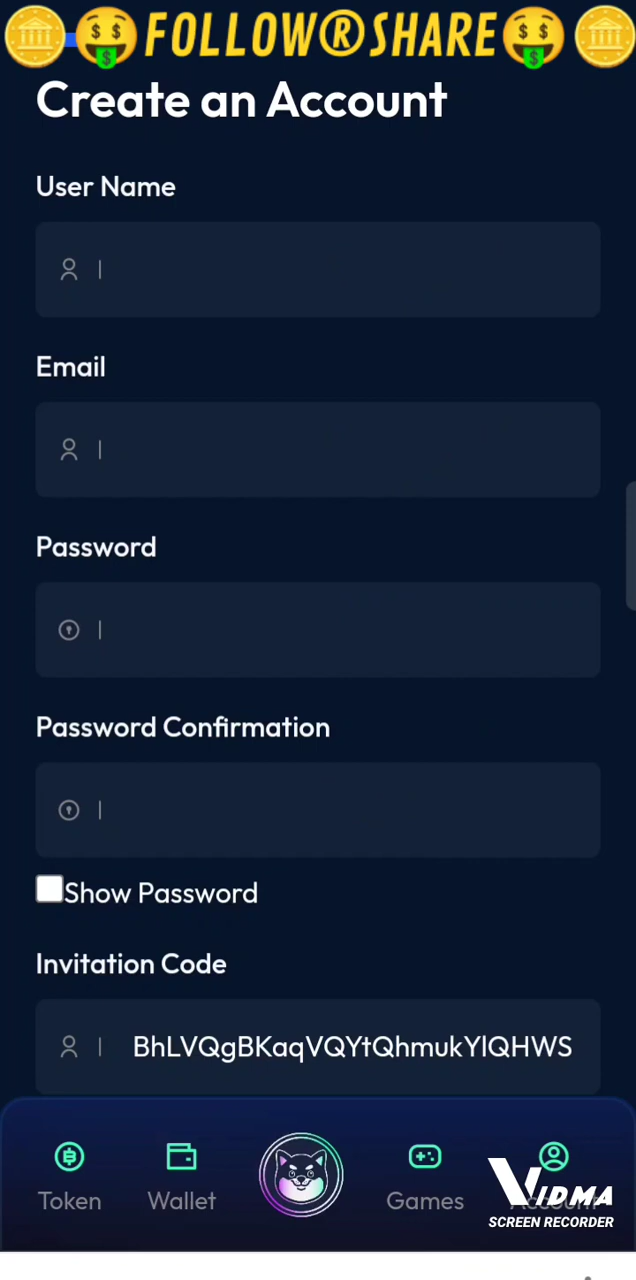 FOLLOW®SHARE
Create an Account
User Name
Email
Password
Password Confirmation
Show Password
Invitation Code
BhLVQgBKaqVQYtQhmukYlQHWS
Token Wallet Games Account
VIDMA
SCREEN RECORDER